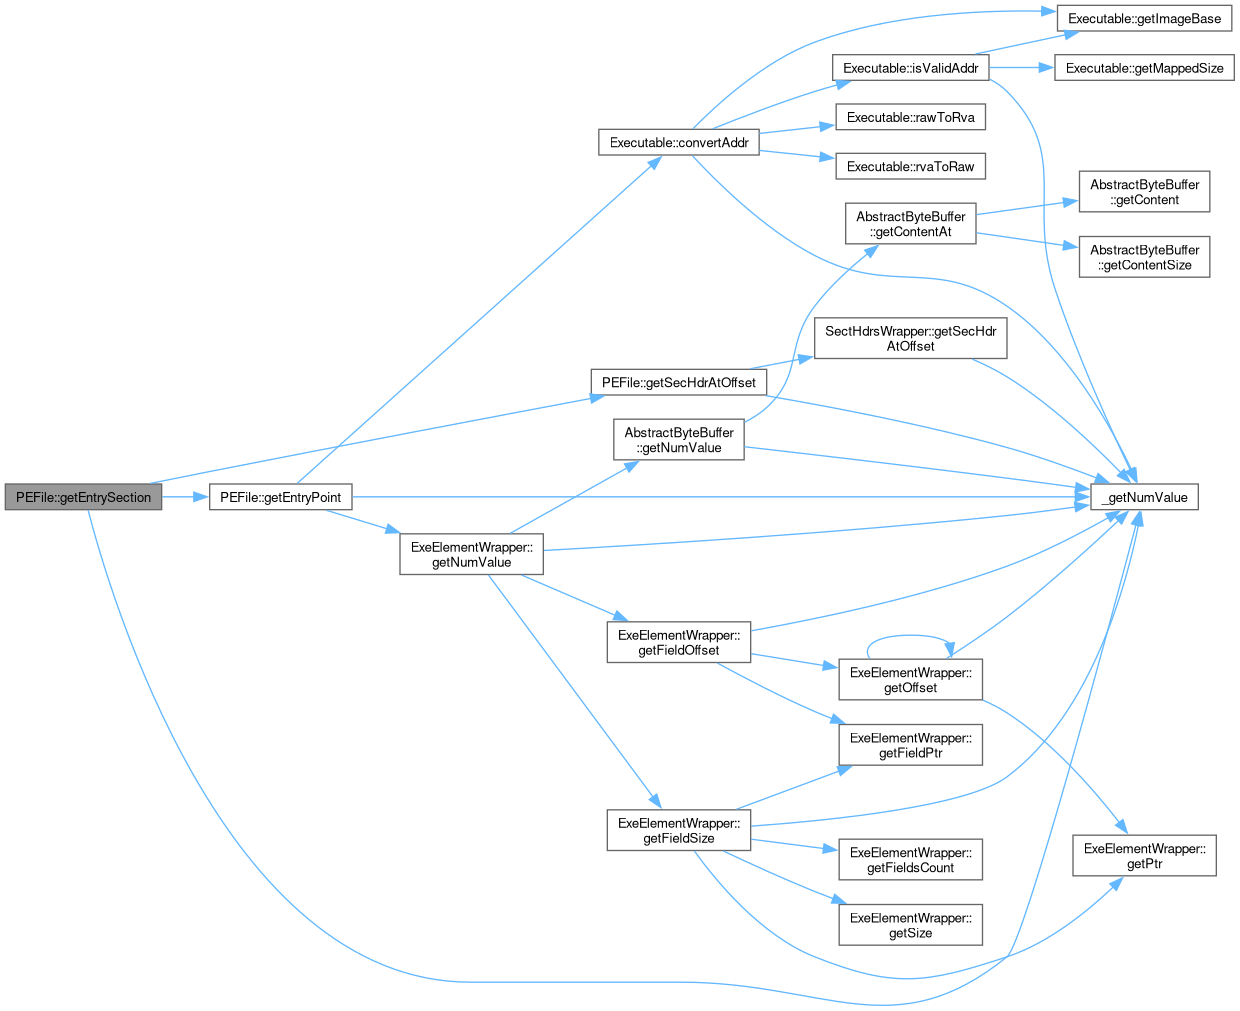 Executable::getImageBase
Executable::isValidAddr
Executable::getMappedSize
Executable::rawToRva
Executable::convertAddr
Executable::rvaToRaw
AbstractByteBuffer
::getContent
AbstractByteBuffer
::getContentAt
AbstractByteBuffer
::getContentSize
SectHdrsWrapper::getSecHdr
AtOffset
PEFile::getSecHdrAtOffset
AbstractByteBuffer
::getNumValue
PEFile::getEntrySection
PEFile::getEntryPoint
_getNumValue
ExeElementWrapper::
getNumValue
ExeElementWrapper::
getFieldOffset
ExeElementWrapper::
getOffset
ExeElementWrapper::
getFieldPtr
ExeElementWrapper::
getFieldSize
ExeElementWrapper::
getFieldsCount
ExeElementWrapper::
getPtr
ExeElementWrapper::
getSize